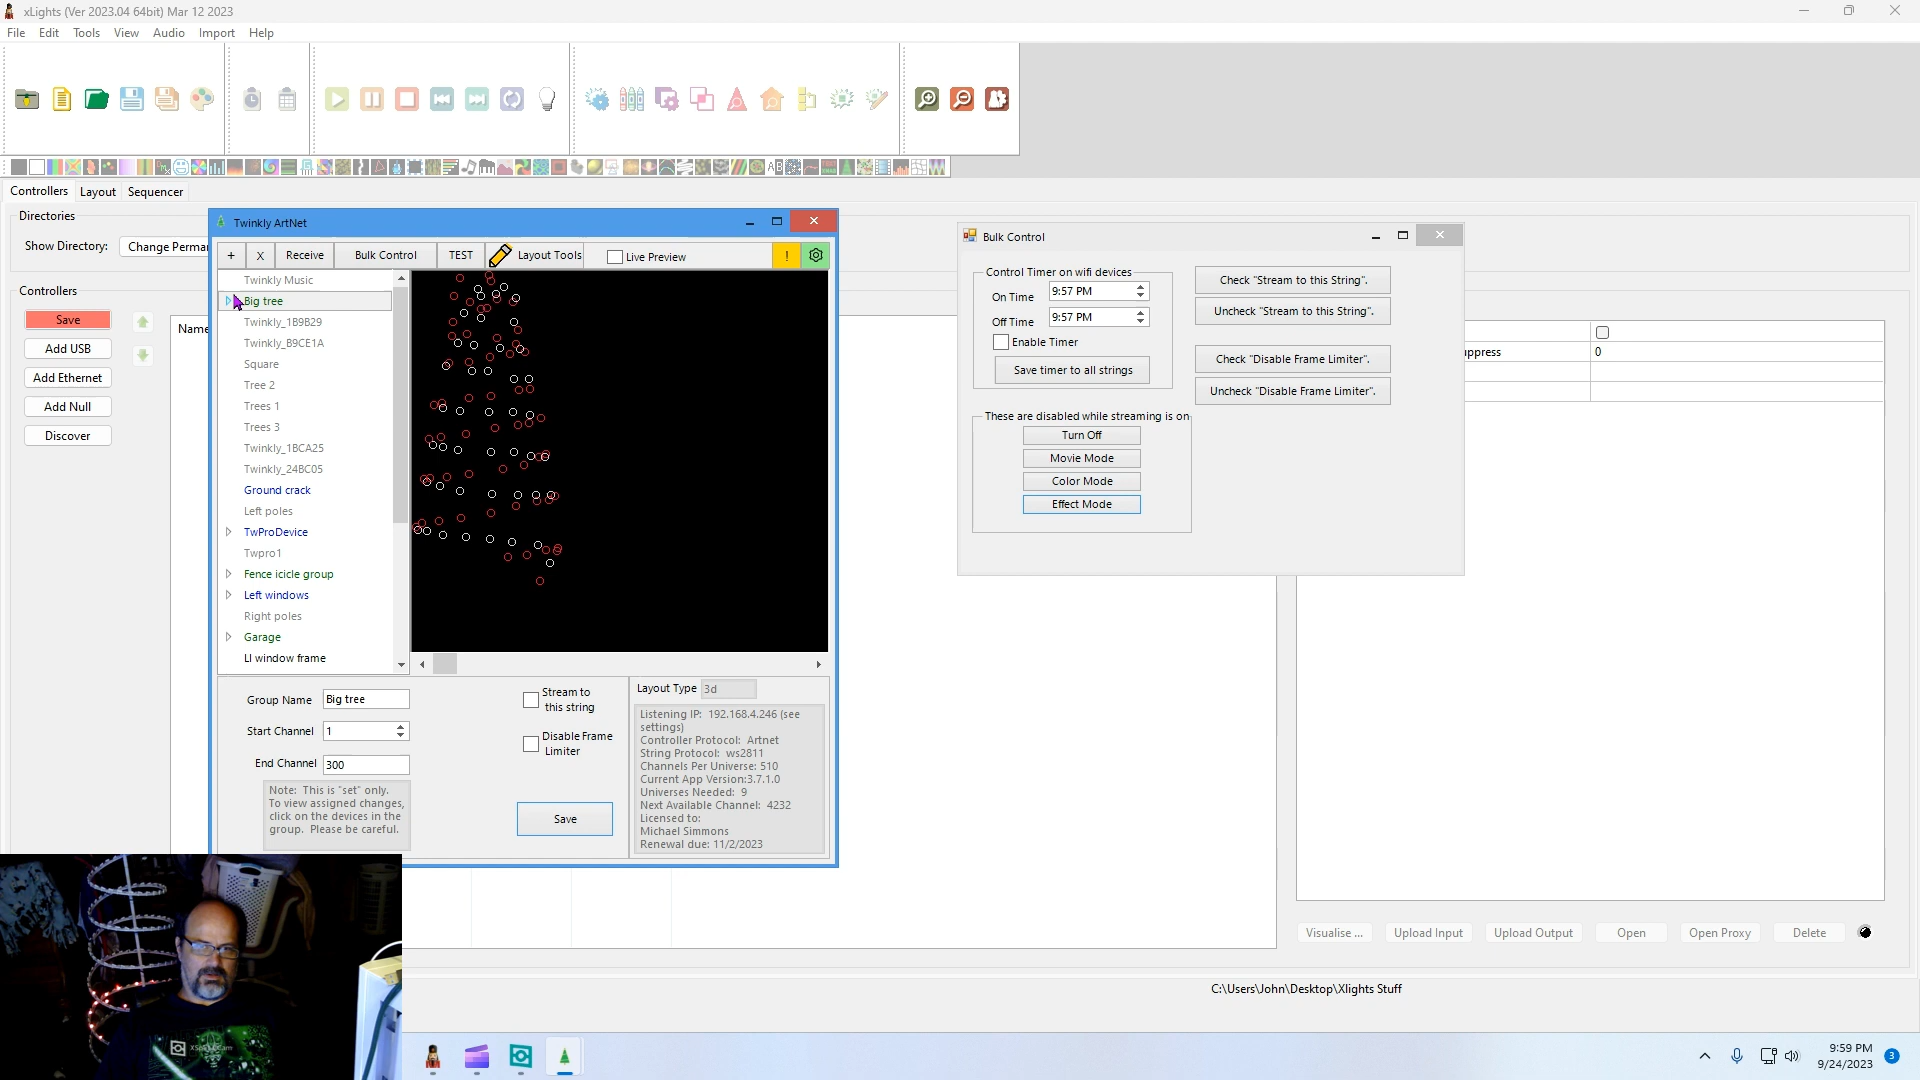 xLights (Ver 2023.04 64bit) Mar 12 2023
File Edit Tools View Audio Import Help
Controllers Layout Sequencer
Directories
Show Directory: Change Perma
Controllers
Save
Add USB
Add Ethernet
Add Null
Discover
Name
Twinkly ArtNet
+ X Receive Bulk Control TEST Layout Tools Live Preview !
Twinkly Music
Big tree
Twinkly_1B9B29
Twinkly_B9CE1A
Square
Tree 2
Trees 1
Trees 3
Twinkly_1BCA25
Twinkly_24BC05
Ground crack
Left poles
TwProDevice
Twpro1
Fence icicle group
Left windows
Right poles
Garage
Ll window frame
Group Name Big tree
Start Channel 1
End Channel 300
Note: This is "set" only.
To view assigned changes,
click on the devices in the
group. Please be careful.
Stream to
this string
Disable Frame
Limiter
Save
Layout Type 3d
Listening IP: 192.168.4.246 (see
settings)
Controller Protocol: Artnet
String Protocol: ws2811
Channels Per Universe: 510
Current App Version:3.7.1.0
Universes Needed: 9
Next Available Channel: 4232
Licensed to:
Michael Simmons
Renewal due: 11/2/2023
Bulk Control
Control Timer on wifi devices
On Time 9:57 PM
Off Time 9:57 PM
Enable Timer
Save timer to all strings
Check "Stream to this String".
Uncheck "Stream to this String".
Check "Disable Frame Limiter".
Uncheck "Disable Frame Limiter".
These are disabled while streaming is on
Turn Off
Movie Mode
Color Mode
Effect Mode
ppress 0
Visualise ... Upload Input Upload Output Open Open Proxy Delete
C:\Users\John\Desktop\Xlights Stuff
9:59 PM
9/24/2023
3